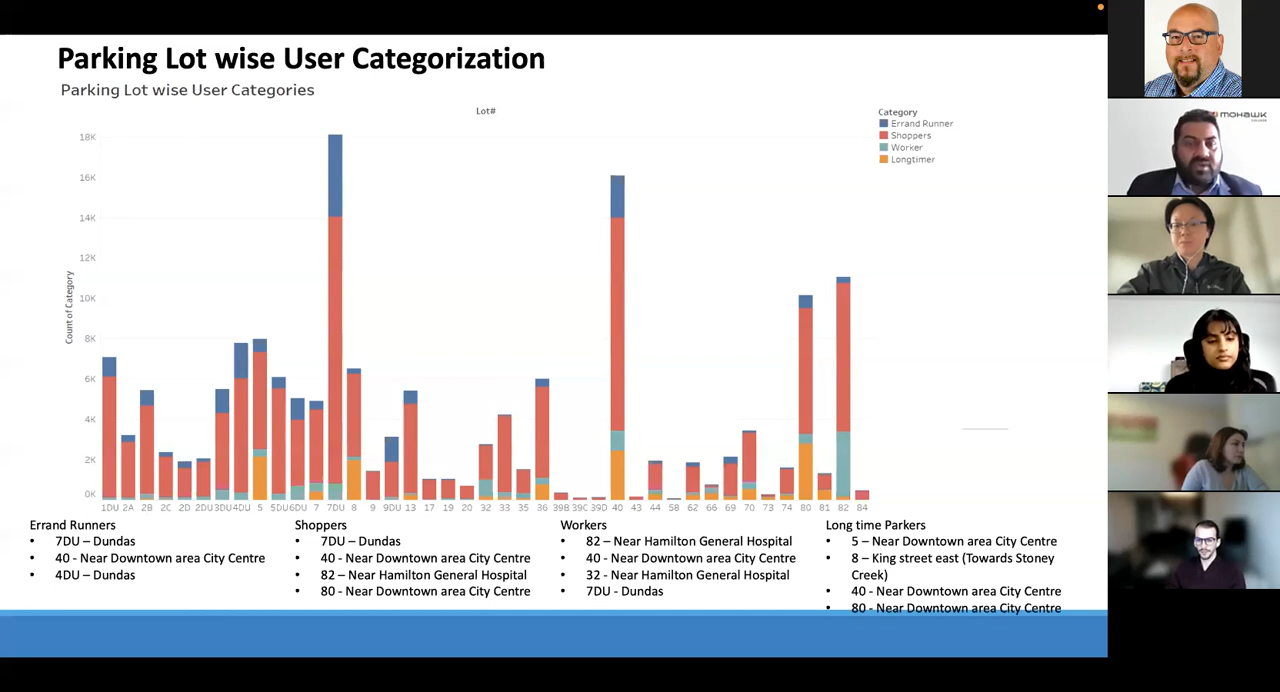 Parking Lot wise User Categorization
Parking Lot wise User Categories
Lot#
Category
Errand Runner
Shoppers
Worker
Longtimer
Count of Category
18K
16K
14K
12K
10K
8K
6K
4K
2K
0K
1DU 2A 2B 2C 2D 2DU 3DU 4DU 5 5DU 6DU 7 7DU 8 9 9DU 13 17 19 20 32 33 35 36 39B 39C 39D 40 43 44 58 62 66 69 70 73 74 80 81 82 84
Errand Runners
• 7DU – Dundas
• 40 - Near Downtown area City Centre
• 4DU – Dundas
Shoppers
• 7DU – Dundas
• 40 - Near Downtown area City Centre
• 82 – Near Hamilton General Hospital
• 80 - Near Downtown area City Centre
Workers
• 82 – Near Hamilton General Hospital
• 40 - Near Downtown area City Centre
• 32 - Near Hamilton General Hospital
• 7DU - Dundas
Long time Parkers
• 5 – Near Downtown area City Centre
• 8 – King street east (Towards Stoney
Creek)
• 40 - Near Downtown area City Centre
• 80 - Near Downtown area City Centre
mohawk